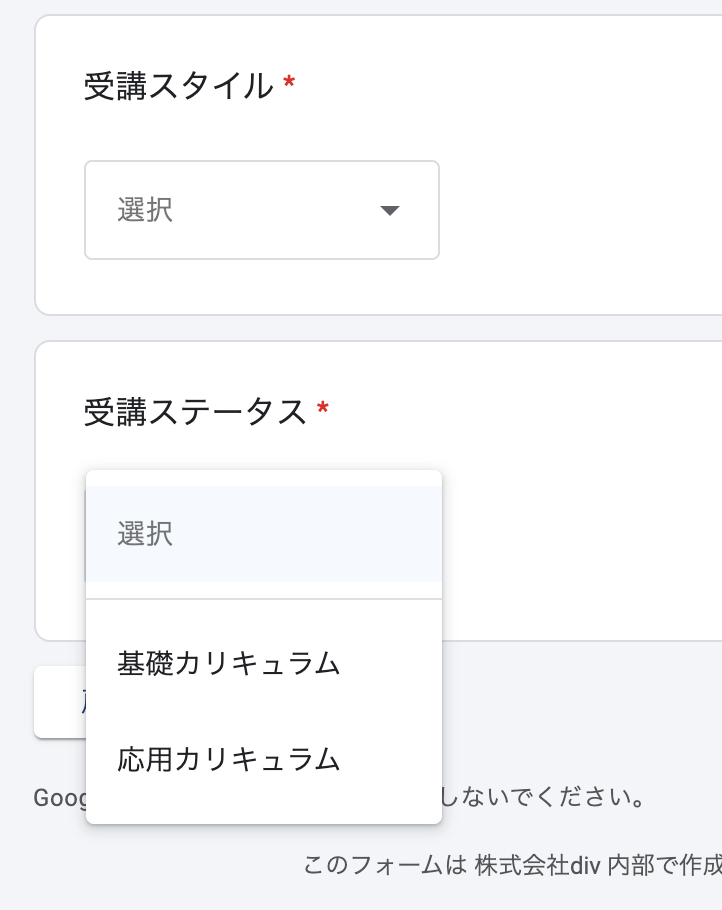 受講スタイル *
選択
受講ステータス *
選択
基礎カリキュラム
応用カリキュラム
Goog
しないでください。
このフォームは 株式会社div 内部で作成